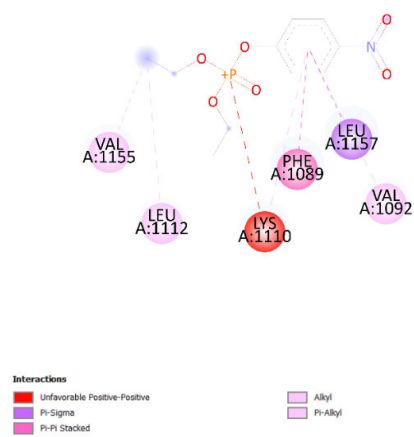 O
O
N
O
O
+P
O
O
VAL
A:1155
LEU
A:1157
PHE
A:1089
VAL
A:1092
LEU
A:1112
LYS
A:1110
Interactions
Unfavorable Positive-Positive
Alkyl
Pi-Sigma
Pi-Alkyl
Pi-Pi Stacked